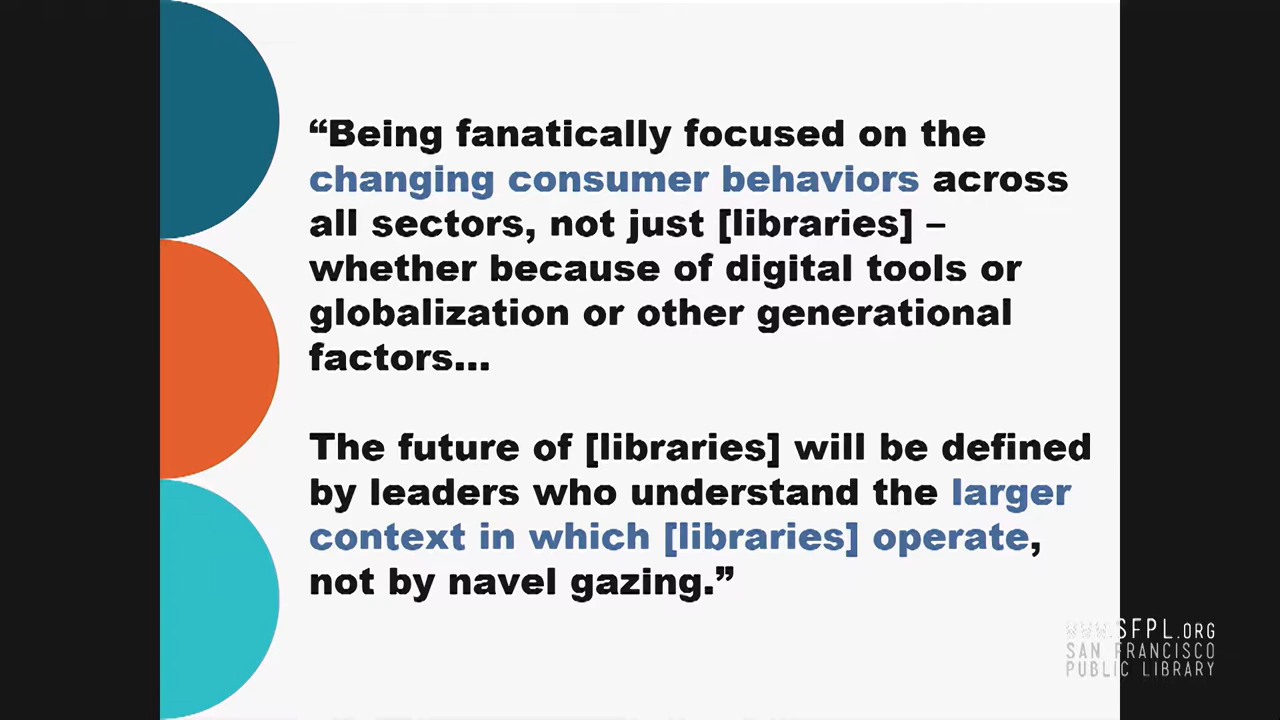 “Being fanatically focused on the
changing consumer behaviors across
all sectors, not just [libraries] –
whether because of digital tools or
globalization or other generational
factors...
The future of [libraries] will be defined
by leaders who understand the larger
context in which [libraries] operate,
not by navel gazing.”
WWW.SFPL.ORG
SAN FRANCISCO
PUBLIC LIBRARY